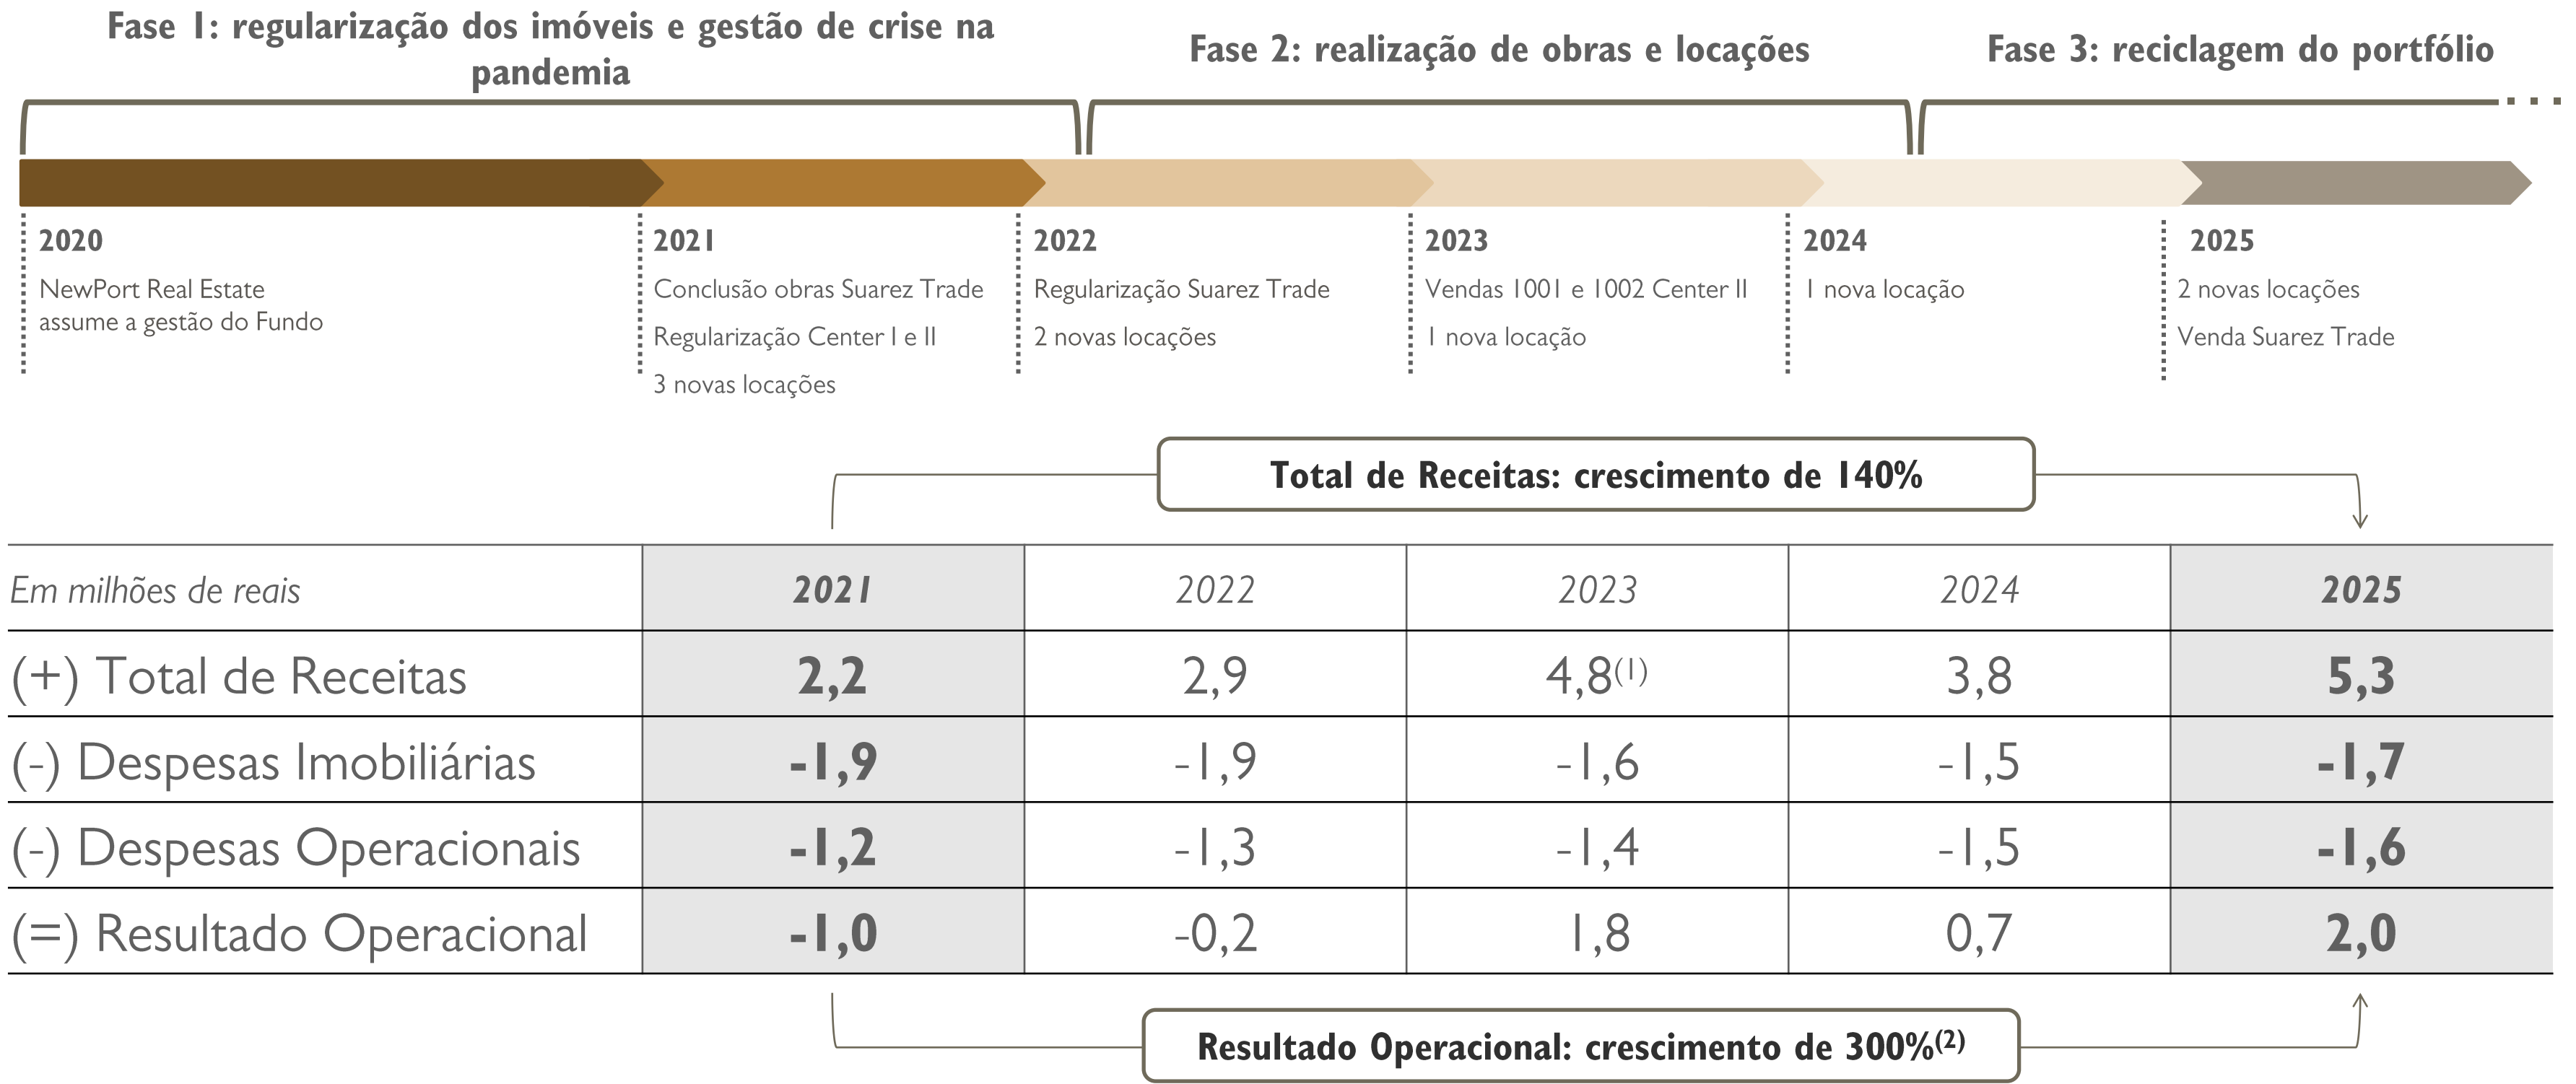 Fase 1: regularização dos imóveis e gestão de crise na
pandemia
Fase 2: realização de obras e locações
Fase 3: reciclagem do portfólio
2020
NewPort Real Estate
assume a gestão do Fundo
2021
Conclusão obras Suarez Trade
Regularização Center I e II
3 novas locações
2022
Regularização Suarez Trade
2 novas locações
2023
Vendas 1001 e 1002 Center II
1 nova locação
2024
1 nova locação
2025
2 novas locações
Venda Suarez Trade
Total de Receitas: crescimento de 140%
Em milhões de reais 2021 2022 2023 2024 2025
(+) Total de Receitas 2,2 2,9 4,8(1) 3,8 5,3
(-) Despesas Imobiliárias -1,9 -1,9 -1,6 -1,5 -1,7
(-) Despesas Operacionais -1,2 -1,3 -1,4 -1,5 -1,6
(=) Resultado Operacional -1,0 -0,2 1,8 0,7 2,0
Resultado Operacional: crescimento de 300%(2)